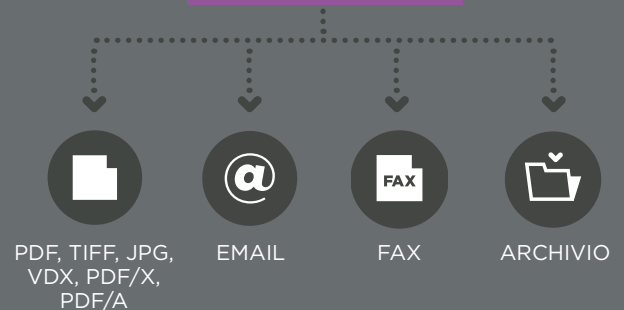 FAX
PDF, TIFF, JPG,
VDX, PDF/X,
PDF/A
EMAIL
FAX
ARCHIVIO